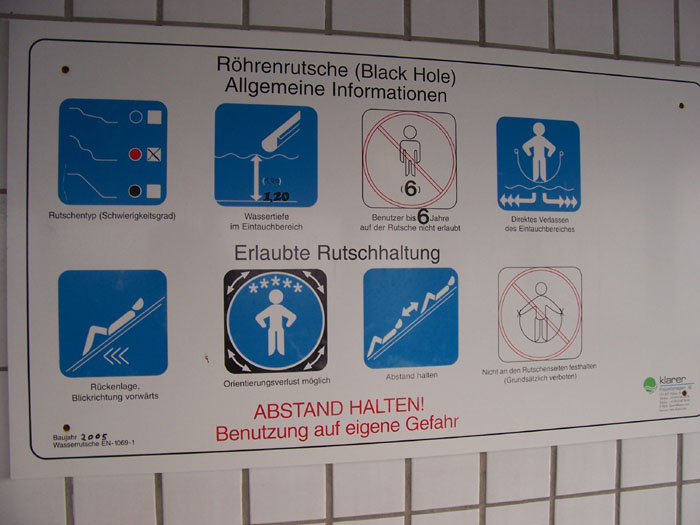 Röhrenrutsche (Black Hole)
Allgemeine Informationen
1,20
(6)
Rutschentyp (Schwierigkeitsgrad)
Wassertiefe
im Eintauchbereich
Benutzer bis 6 Jahre
auf der Rutsche nicht erlaubt
Direktes Verlassen
des Eintauchbereiches
Erlaubte Rutschhaltung
Rückenlage,
Blickrichtung vorwärts
Orientierungsverlust möglich
Abstand halten
Nicht an den Rutschenseiten festhalten
(Grundsätzlich verboten)
klarer
ABSTAND HALTEN!
Benutzung auf eigene Gefahr
Baujahr 2005
Wasserrutsche EN-1069-1